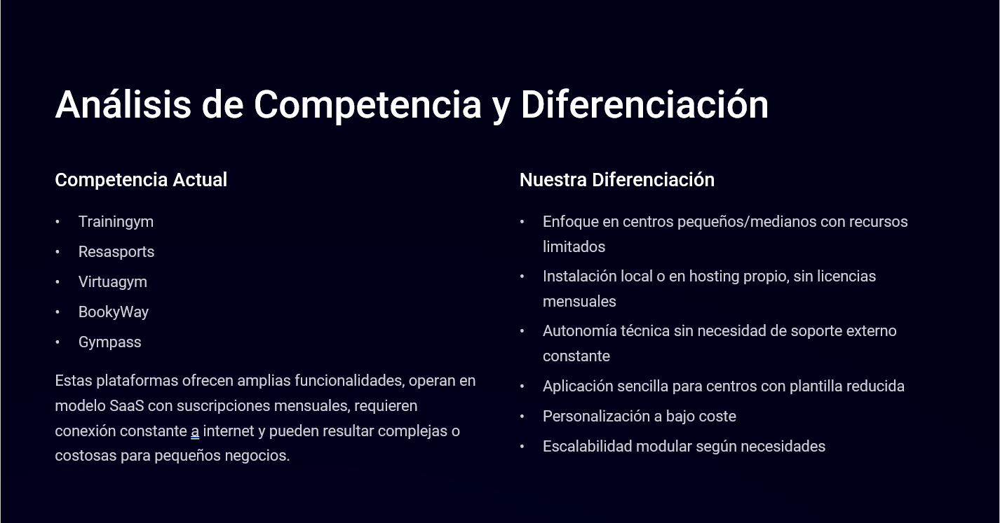 Análisis de Competencia y Diferenciación
Competencia Actual
• Trainingym
• Resasports
• Virtuagym
• BookyWay
• Gympass
Estas plataformas ofrecen amplias funcionalidades, operan en
modelo SaaS con suscripciones mensuales, requieren
conexión constante a internet y pueden resultar complejas o
costosas para pequeños negocios.
Nuestra Diferenciación
• Enfoque en centros pequeños/medianos con recursos
limitados
• Instalación local o en hosting propio, sin licencias
mensuales
• Autonomía técnica sin necesidad de soporte externo
constante
• Aplicación sencilla para centros con plantilla reducida
• Personalización a bajo coste
• Escalabilidad modular según necesidades